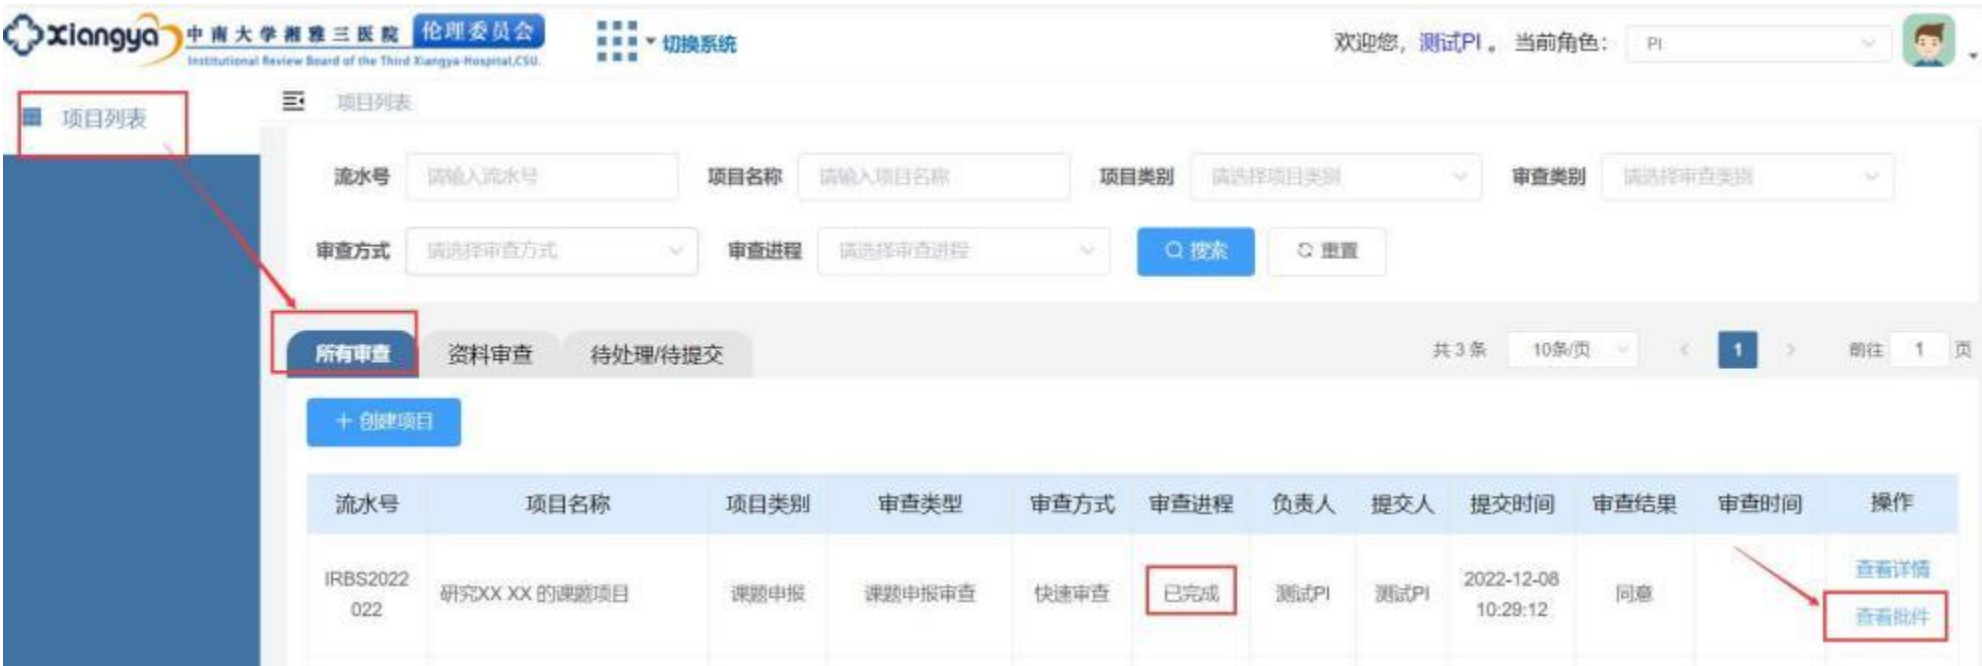 Xiangya 中南大学湘雅三医院 伦理委员会 切换系统 欢迎您，测试PI 。 当前角色： PI
Institutional Review Board of the Third Xiangya-Hospital,CSU.
项目列表
项目列表
流水号 请输入流水号 项目名称 请输入项目名称 项目类别 请选择项目类别 审查类别 请选择审查类别
审查方式 请选择审查方式 审查进程 请选择审查进程 搜索 重置
所有审查 资料审查 待处理/待提交 共 3 条 10条/页 < 1 > 前往 1 页
+ 创建项目
流水号 项目名称 项目类别 审查类型 审查方式 审查进程 负责人 提交人 提交时间 审查结果 审查时间 操作
IRBS2022
022
研究XX XX 的课题项目
课题申报
课题申报审查
快速审查
已完成
测试PI
测试PI
2022-12-08
10:29:12
同意
查看详情
查看批件